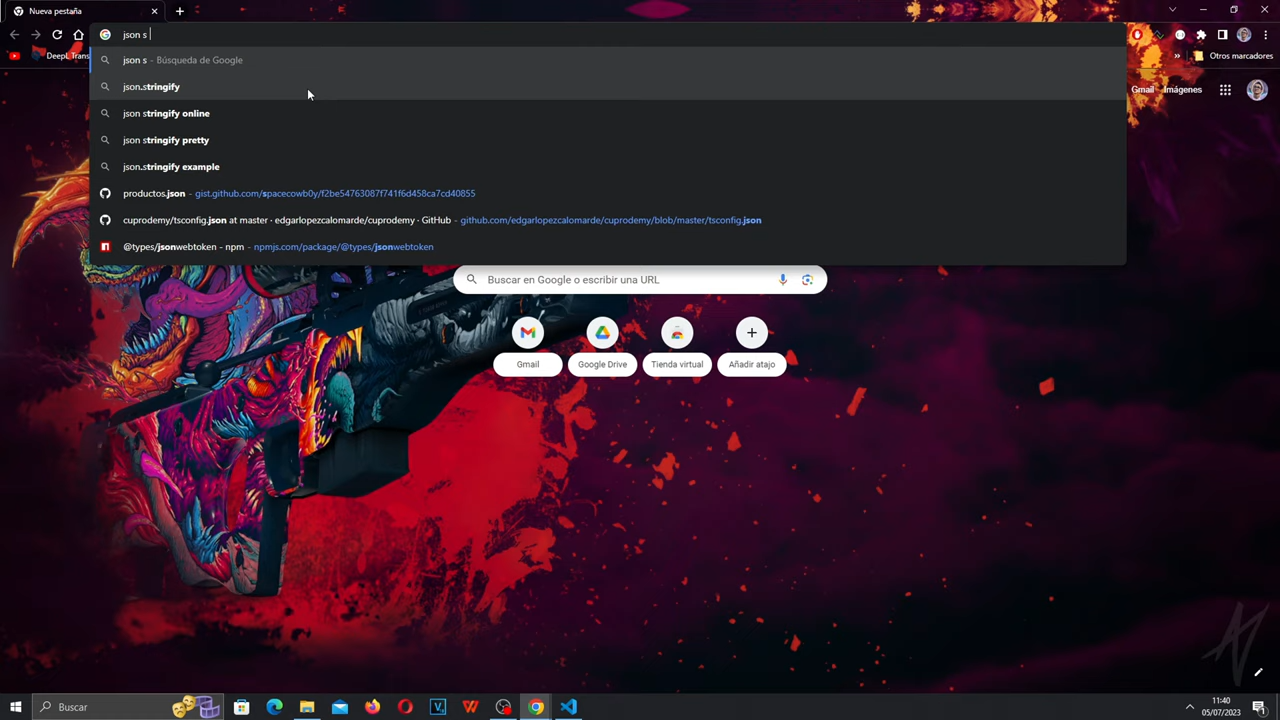 Nueva pestaña
json s
DeepL Trans
Otros marcadores
json s - Búsqueda de Google
json.stringify
json stringify online
json stringify pretty
json.stringify example
productos.json - gist.github.com/spacecowb0y/f2be54763087f741f6d458ca7cd40855
cuprodemy/tsconfig.json at master · edgarlopezcalomarde/cuprodemy · GitHub - github.com/edgarlopezcalomarde/cuprodemy/blob/master/tsconfig.json
@types/jsonwebtoken - npm - npmjs.com/package/@types/jsonwebtoken
Gmail Imágenes
Buscar en Google o escribir una URL
Gmail Google Drive Tienda virtual Añadir atajo
Buscar
11:40
05/07/2023